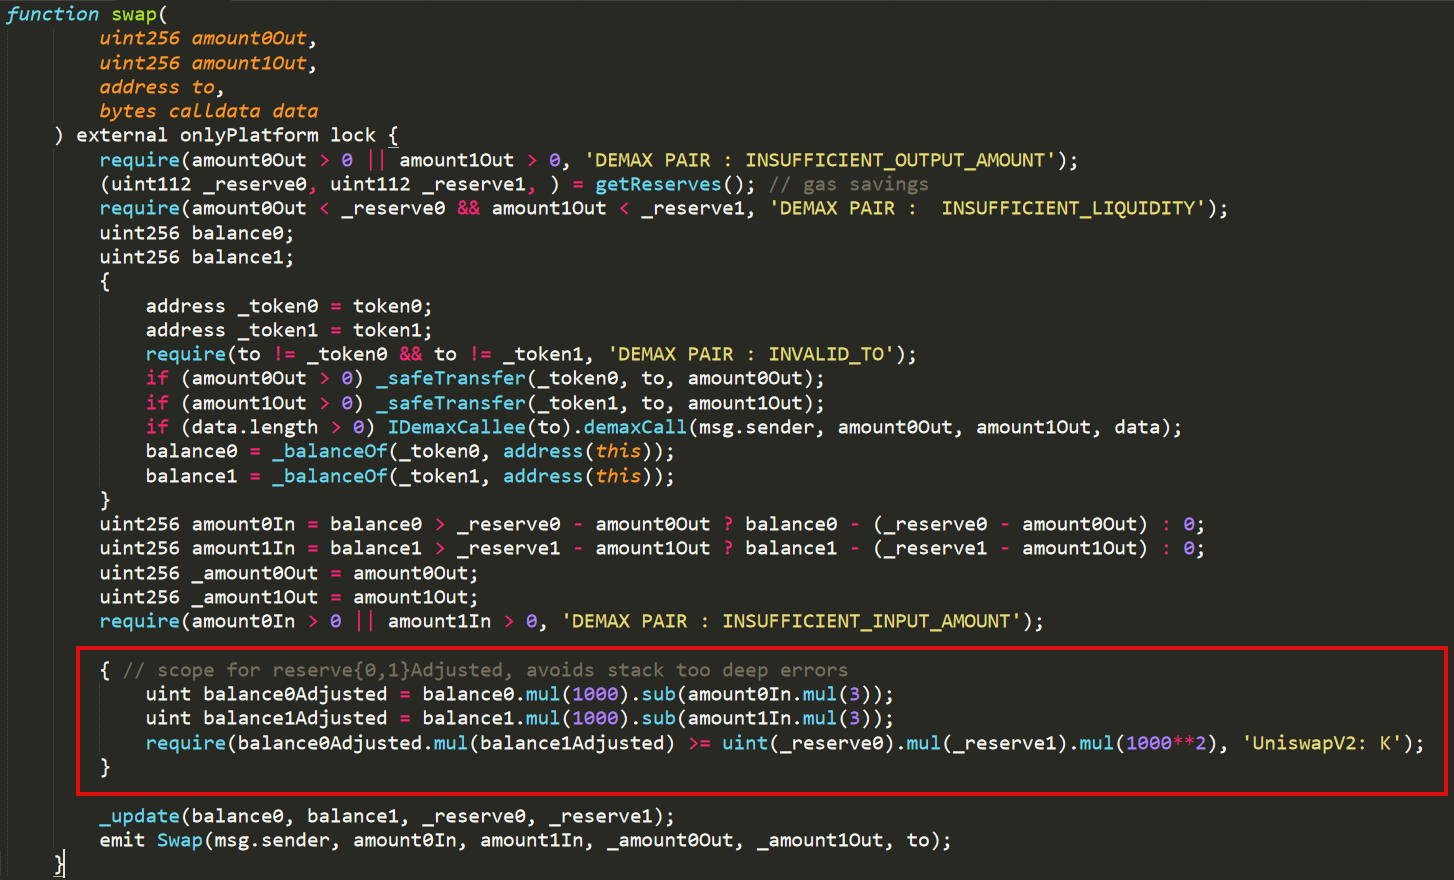 function swap(
uint256 amount0Out,
uint256 amount1Out,
address to,
bytes calldata data
) external onlyPlatform lock {
require(amount0Out > 0 || amount1Out > 0, 'DEMAX PAIR : INSUFFICIENT_OUTPUT_AMOUNT');
(uint112 _reserve0, uint112 _reserve1, ) = getReserves(); // gas savings
require(amount0Out < _reserve0 && amount1Out < _reserve1, 'DEMAX PAIR :  INSUFFICIENT_LIQUIDITY');
uint256 balance0;
uint256 balance1;
{
address _token0 = token0;
address _token1 = token1;
require(to != _token0 && to != _token1, 'DEMAX PAIR : INVALID_TO');
if (amount0Out > 0) _safeTransfer(_token0, to, amount0Out);
if (amount1Out > 0) _safeTransfer(_token1, to, amount1Out);
if (data.length > 0) IDemaxCallee(to).demaxCall(msg.sender, amount0Out, amount1Out, data);
balance0 = _balanceOf(_token0, address(this));
balance1 = _balanceOf(_token1, address(this));
}
uint256 amount0In = balance0 > _reserve0 - amount0Out ? balance0 - (_reserve0 - amount0Out) : 0;
uint256 amount1In = balance1 > _reserve1 - amount1Out ? balance1 - (_reserve1 - amount1Out) : 0;
uint256 _amount0Out = amount0Out;
uint256 _amount1Out = amount1Out;
require(amount0In > 0 || amount1In > 0, 'DEMAX PAIR : INSUFFICIENT_INPUT_AMOUNT');
{ // scope for reserve{0,1}Adjusted, avoids stack too deep errors
uint balance0Adjusted = balance0.mul(1000).sub(amount0In.mul(3));
uint balance1Adjusted = balance1.mul(1000).sub(amount1In.mul(3));
require(balance0Adjusted.mul(balance1Adjusted) >= uint(_reserve0).mul(_reserve1).mul(1000**2), 'UniswapV2: K');
}
_update(balance0, balance1, _reserve0, _reserve1);
emit Swap(msg.sender, amount0In, amount1In, _amount0Out, _amount1Out, to);
}